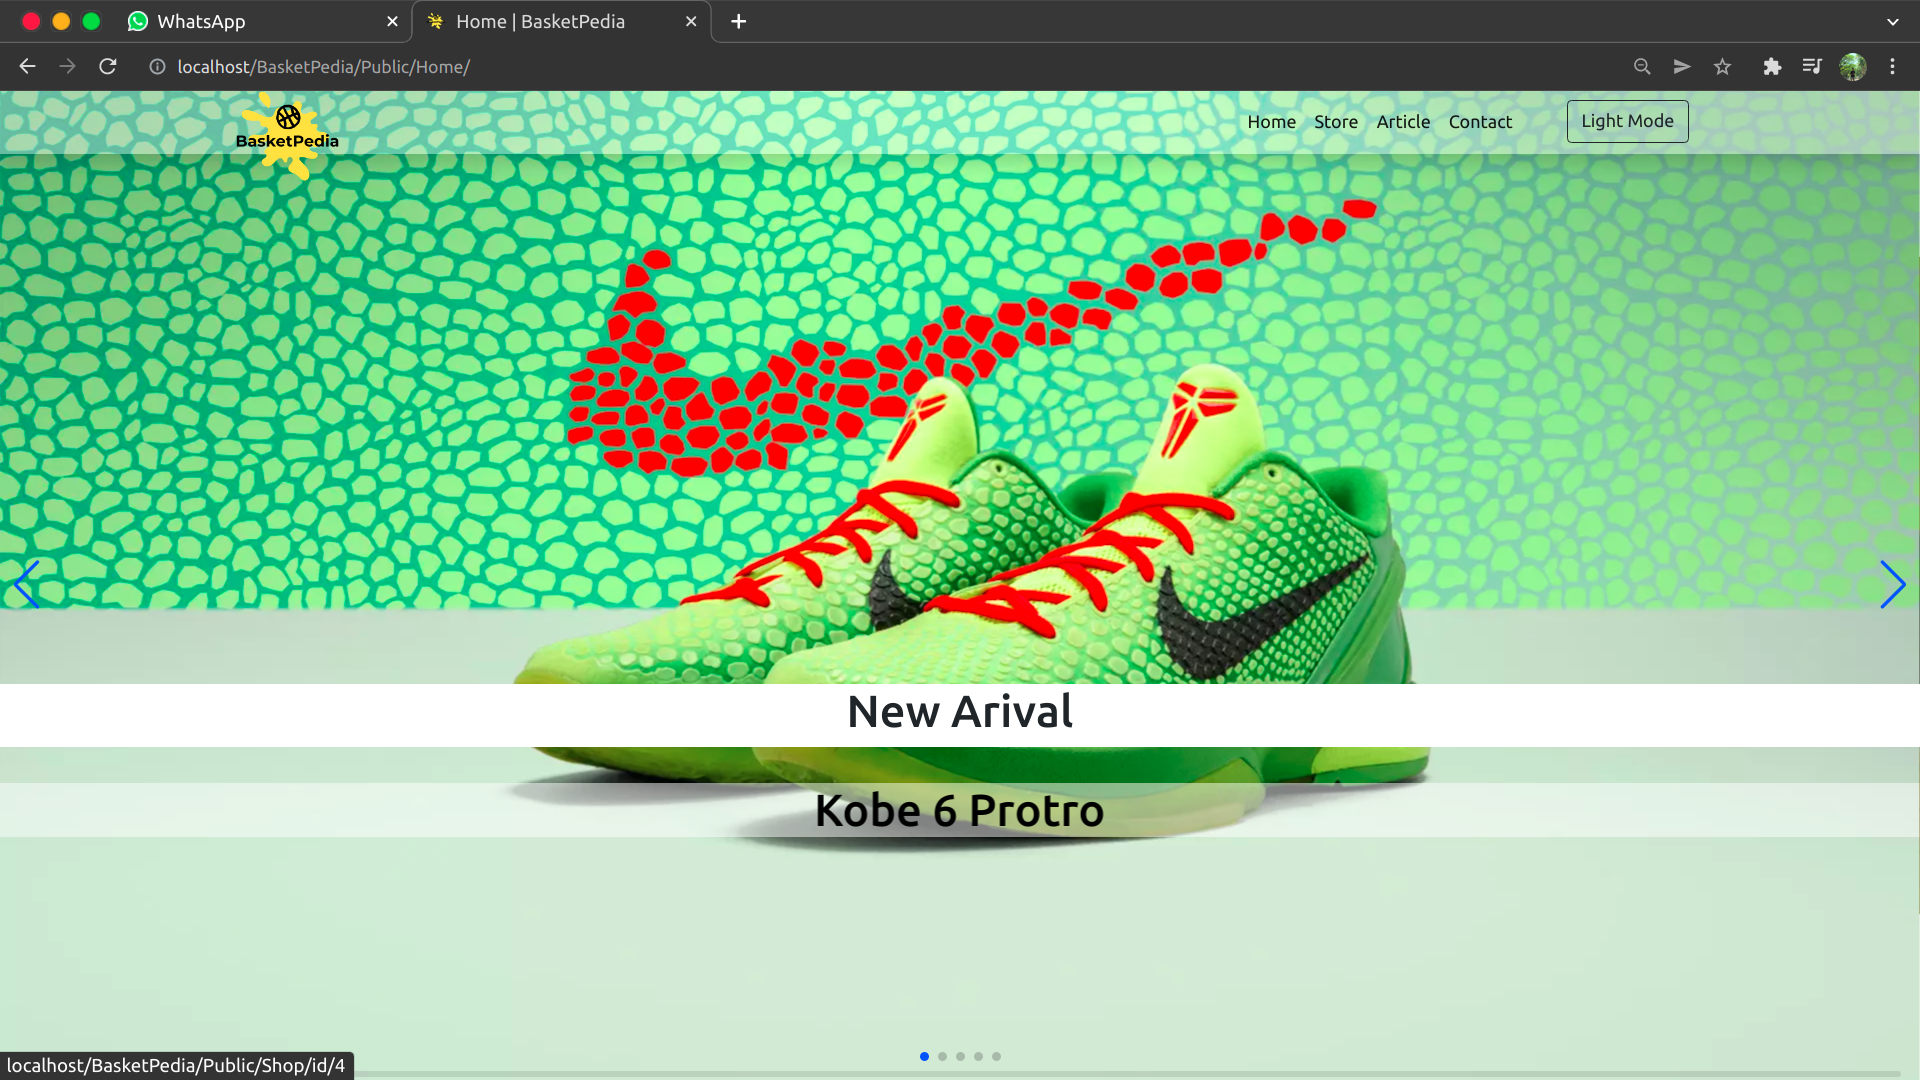 WhatsApp
Home | BasketPedia
localhost/BasketPedia/Public/Home/
BasketPedia
Home Store Article Contact Light Mode
New Arival
Kobe 6 Protro
localhost/BasketPedia/Public/Shop/id/4